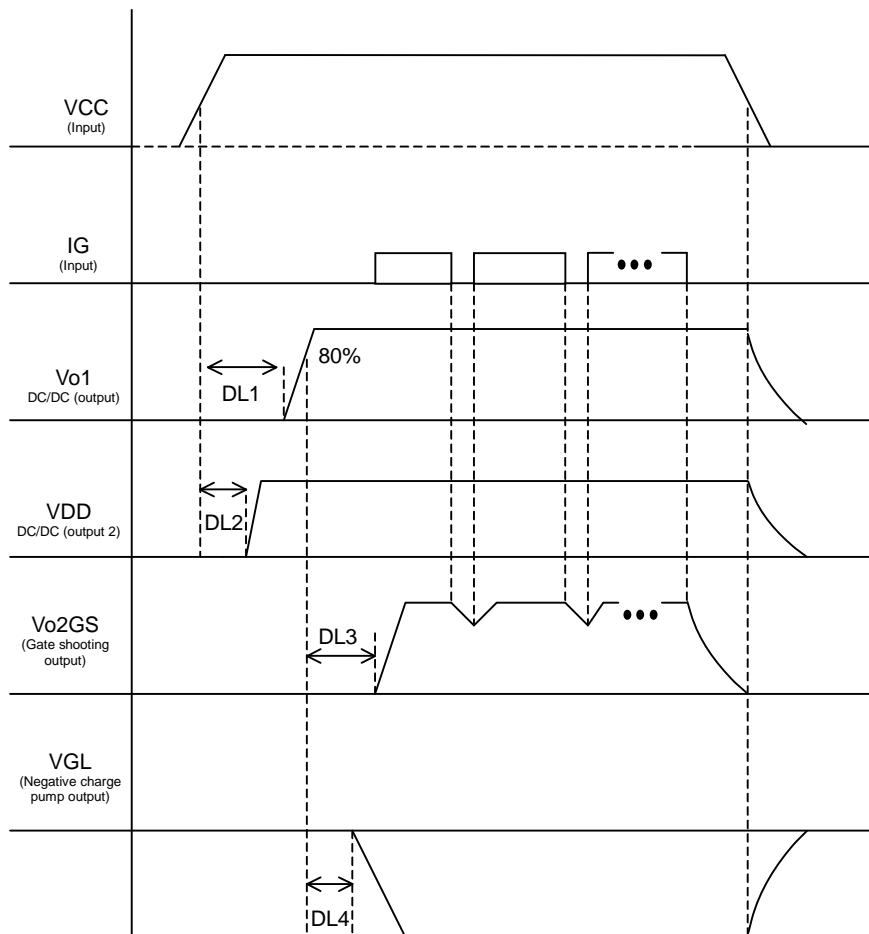 VCC
(Input)
IG
(Input)
80%
Vo1
DC/DC (output)
DL1
VDD
DC/DC (output 2)
DL2
Vo2GS
(Gate shooting
output)
DL3
VGL
(Negative charge
pump output)
DL4